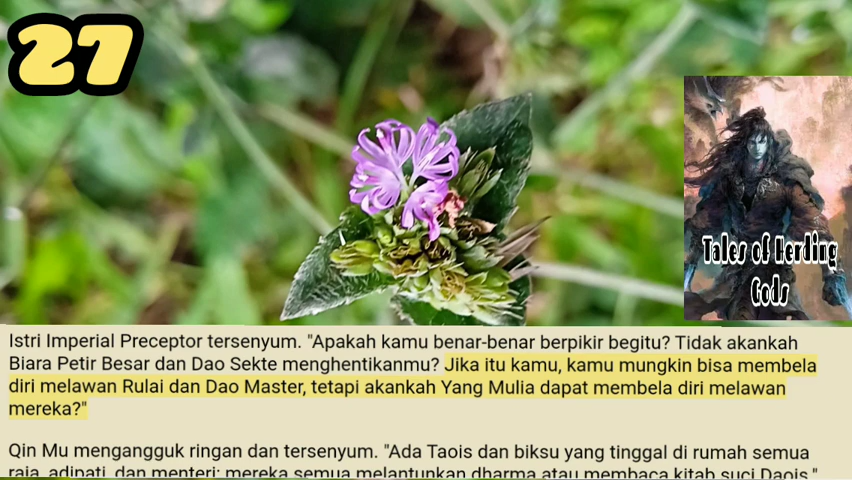 27
Tales of Herding
Gods
Istri Imperial Preceptor tersenyum. "Apakah kamu benar-benar berpikir begitu? Tidak akankah
Biara Petir Besar dan Dao Sekte menghentikanmu? Jika itu kamu, kamu mungkin bisa membela
diri melawan Rulai dan Dao Master, tetapi akankah Yang Mulia dapat membela diri melawan
mereka?"
Qin Mu mengangguk ringan dan tersenyum. "Ada Taois dan biksu yang tinggal di rumah semua
raja, adipati, dan menteri; mereka semua melantunkan dharma atau membaca kitab suci Daois."